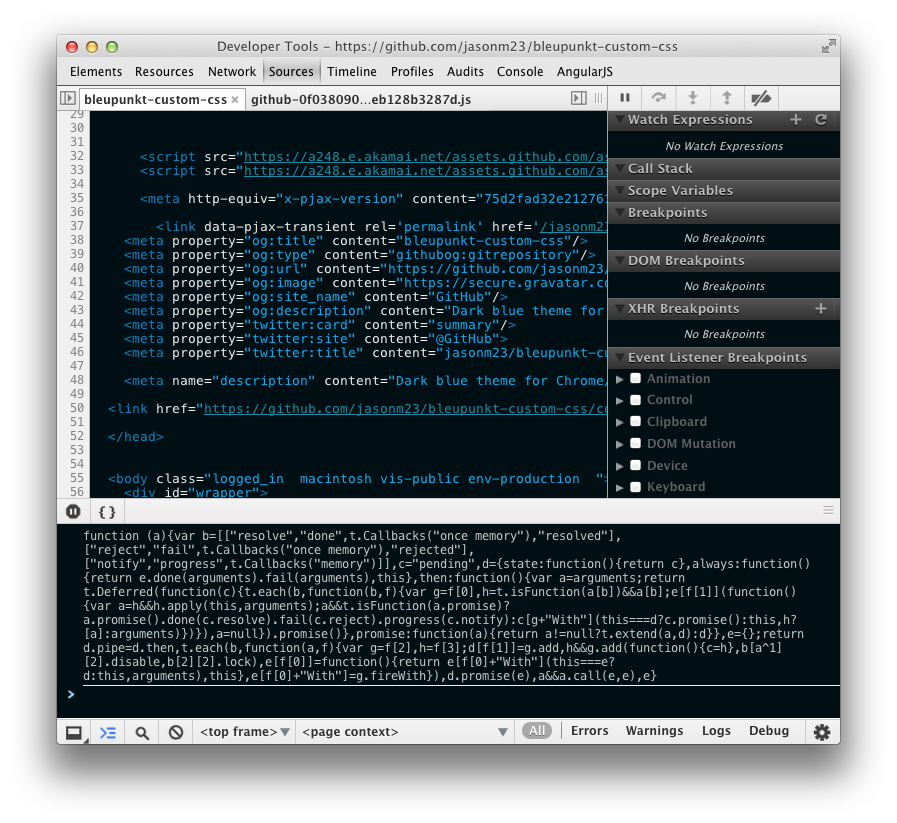 Developer Tools - https://github.com/jasonm23/bleupunkt-custom-css
Elements Resources Network Sources Timeline Profiles Audits Console AngularJS
bleupunkt-custom-css × github-0f038090...eb128b3287d.js
29
30
31
32 <script src="https://a248.e.akamai.net/assets.github.com/as
33 <script src="https://a248.e.akamai.net/assets.github.com/as
34
35 <meta http-equiv="x-pjax-version" content="75d2fad32e212761
36
37 <link data-pjax-transient rel='permalink' href='/jasonm23
38 <meta property="og:title" content="bleupunkt-custom-css"/>
39 <meta property="og:type" content="githubog:gitrepository"/>
40 <meta property="og:url" content="https://github.com/jasonm23/
41 <meta property="og:image" content="https://secure.gravatar.co
42 <meta property="og:site_name" content="GitHub"/>
43 <meta property="og:description" content="Dark blue theme for
44 <meta property="twitter:card" content="summary"/>
45 <meta property="twitter:site" content="@GitHub">
46 <meta property="twitter:title" content="jasonm23/bleupunkt-cu
47
48 <meta name="description" content="Dark blue theme for Chrome/
49
50 <link href="https://github.com/jasonm23/bleupunkt-custom-css/co
51
52 </head>
53
54
55 <body class="logged_in  macintosh vis-public env-production  ">
56 <div id="wrapper">
Watch Expressions
No Watch Expressions
Call Stack
Scope Variables
Breakpoints
No Breakpoints
DOM Breakpoints
No Breakpoints
XHR Breakpoints
No Breakpoints
Event Listener Breakpoints
Animation
Control
Clipboard
DOM Mutation
Device
Keyboard
{ }
function (a){var b=[["resolve","done",t.Callbacks("once memory"),"resolved"],
["reject","fail",t.Callbacks("once memory"),"rejected"],
["notify","progress",t.Callbacks("memory")]],c="pending",d={state:function(){return c},always:function()
{return e.done(arguments).fail(arguments),this},then:function(){var a=arguments;return
t.Deferred(function(c){t.each(b,function(b,f){var g=f[0],h=t.isFunction(a[b])&&a[b];e[f[1]](function()
{var a=h&&h.apply(this,arguments);a&&t.isFunction(a.promise)?
a.promise().done(c.resolve).fail(c.reject).progress(c.notify):c[g+"With"](this===d?c.promise():this,h?
[a]:arguments)})}),a=null}).promise()},promise:function(a){return a!=null?t.extend(a,d):d}},e={};return
d.pipe=d.then,t.each(b,function(a,f){var g=f[2],h=f[3];d[f[1]]=g.add,h&&g.add(function(){c=h},b[a^1]
[2].disable,b[2][2].lock),e[f[0]]=function(){return e[f[0]+"With"](this===e?
d:this,arguments),this},e[f[0]+"With"]=g.fireWith}),d.promise(e),a&&a.call(e,e),e}
>
<top frame> <page context> All Errors Warnings Logs Debug